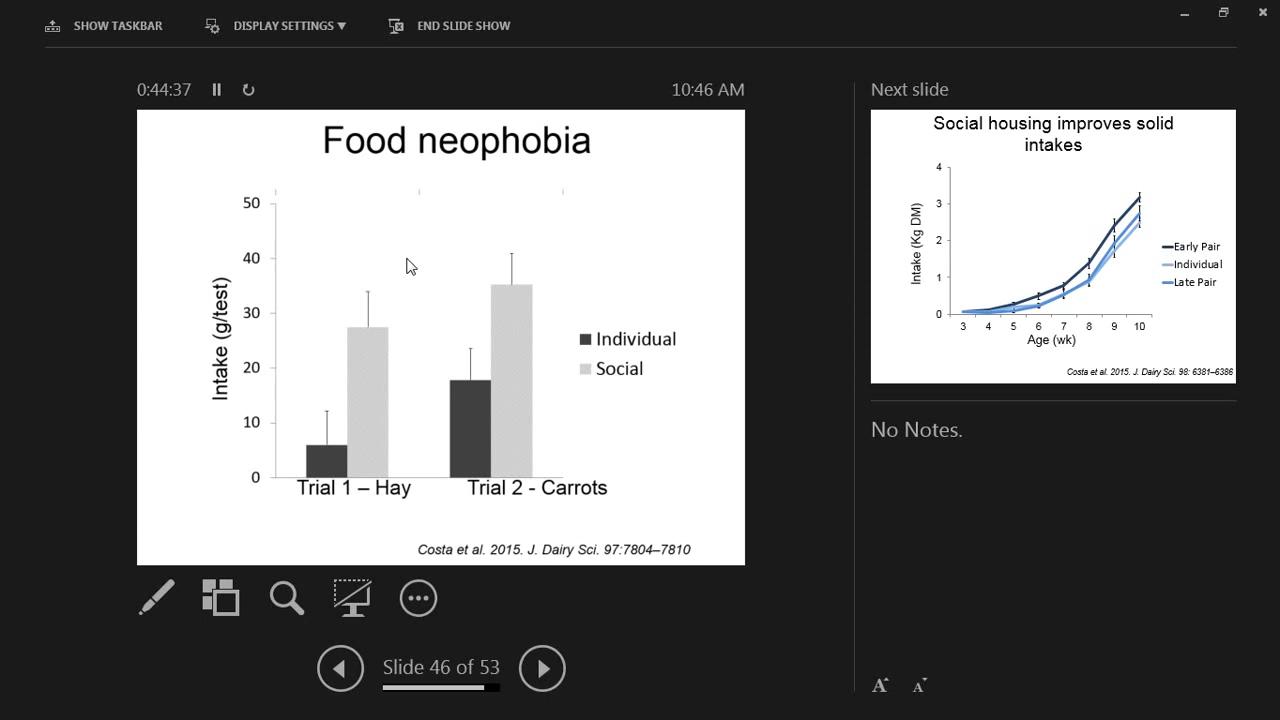 SHOW TASKBAR
DISPLAY SETTINGS ▼
END SLIDE SHOW
0:44:37
10:46 AM
Food neophobia
50
40
30
20
10
0
Intake (g/test)
Individual
Social
Trial 1 – Hay
Trial 2 - Carrots
Costa et al. 2015. J. Dairy Sci. 97:7804–7810
Slide 46 of 53
Next slide
Social housing improves solid
intakes
4
3
2
1
0
Intake (Kg DM)
Early Pair
Individual
Late Pair
3 4 5 6 7 8 9 10
Age (wk)
Costa et al. 2015. J. Dairy Sci. 98: 6381–6386
No Notes.
A A